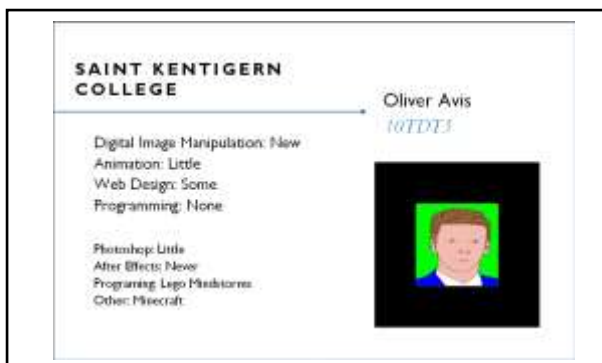 SAINT KENTIGERN
COLLEGE
Oliver Avis
10TDT5
Digital Image Manipulation: New
Animation: Little
Web Design: Some
Programming: None
Photoshop: Little
After Effects: Never
Programing: Lego Mindstorms
Other: Minecraft